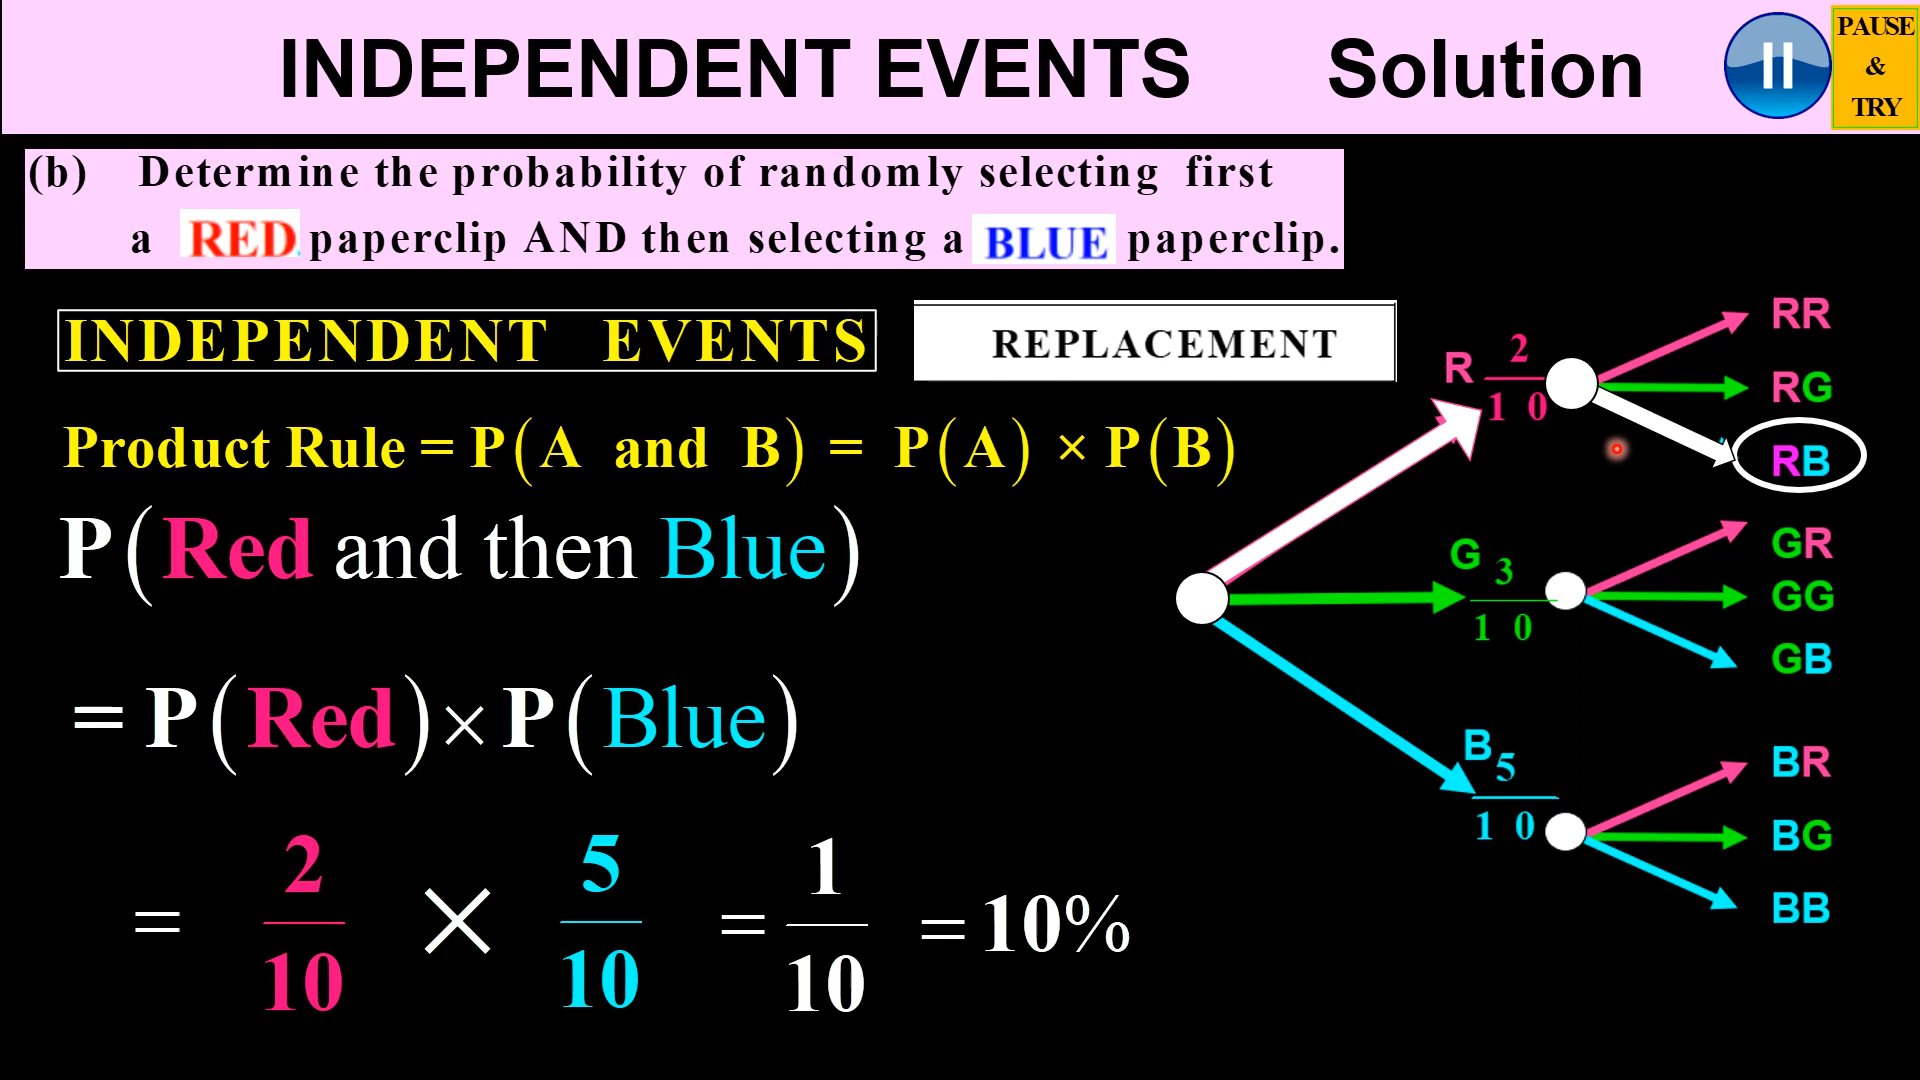 INDEPENDENT EVENTS Solution
PAUSE
&
TRY
(b) Determine the probability of randomly selecting first
a RED paperclip AND then selecting a BLUE paperclip.
INDEPENDENT EVENTS
REPLACEMENT
Product Rule = P(A and B) = P(A) × P(B)
P(Red and then Blue)
= P(Red) × P(Blue)
= 2/10 × 5/10 = 1/10 = 10%
R 2/10
RR
RG
RB
G 3/10
GR
GG
GB
B 5/10
BR
BG
BB